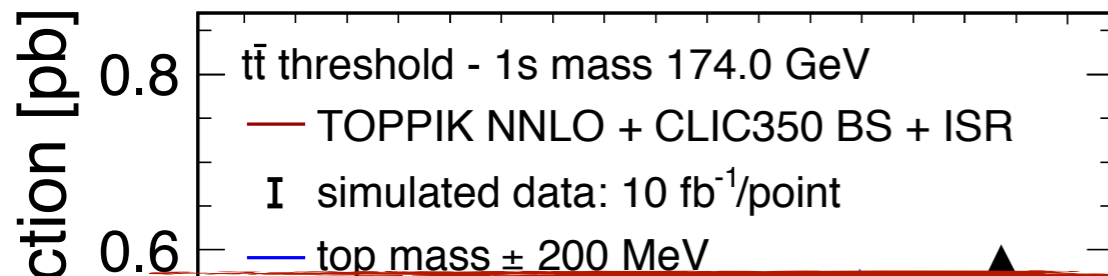 ction [pb]
0.8
tt̄ threshold - 1s mass 174.0 GeV
TOPPIK NNLO + CLIC350 BS + ISR
simulated data: 10 fb⁻¹/point
0.6
top mass ± 200 MeV